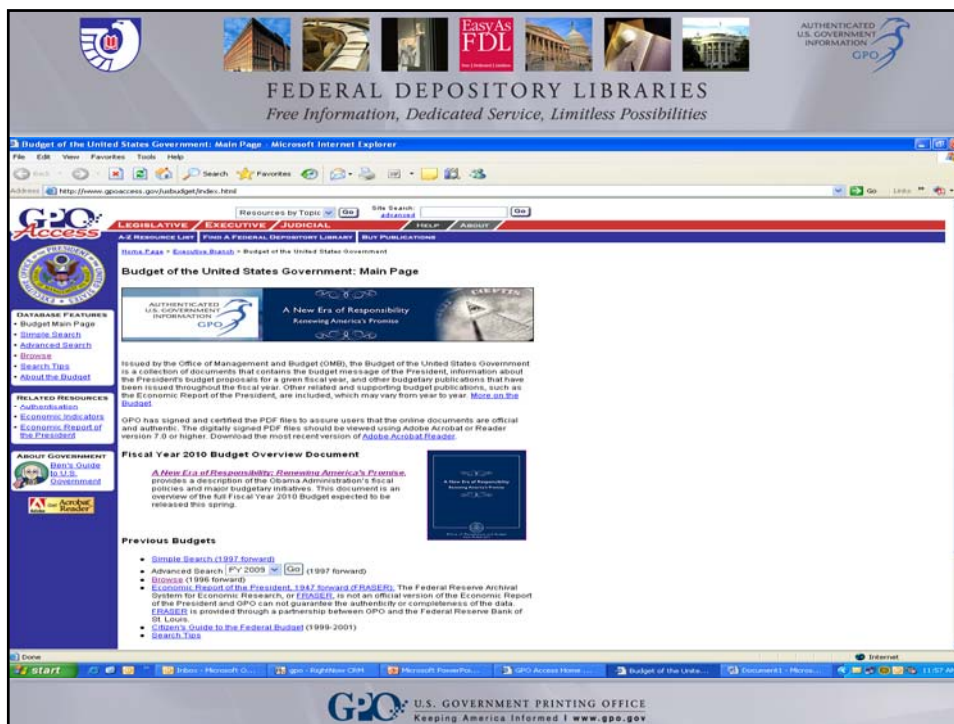 EasyAs
FDL
AUTHENTICATED
U.S. GOVERNMENT
INFORMATION
GPO
FEDERAL DEPOSITORY LIBRARIES
Free Information, Dedicated Service, Limitless Possibilities
Budget of the United States Government: Main Page - Microsoft Internet Explorer
File Edit View Favorites Tools Help
Back Search Favorites
Address http://www.gpoaccess.gov/usbudget/index.html Go Links
GPO
Access
Resources by Topic Go Site Search: advanced Go
LEGISLATIVE EXECUTIVE JUDICIAL HELP ABOUT
A-Z RESOURCE LIST FIND A FEDERAL DEPOSITORY LIBRARY BUY PUBLICATIONS
EXECUTIVE OFFICE OF THE PRESIDENT OF THE UNITED STATES
DATABASE FEATURES
• Budget Main Page
• Simple Search
• Advanced Search
• Browse
• Search Tips
• About the Budget
RELATED RESOURCES
• Authentication
• Economic Indicators
• Economic Report of
the President
ABOUT GOVERNMENT
Ben's Guide
to U.S.
Government
Get Acrobat
Reader
Home Page > Executive Branch > Budget of the United States Government
Budget of the United States Government: Main Page
AUTHENTICATED
U.S. GOVERNMENT
INFORMATION
GPO
A New Era of Responsibility
Renewing America's Promise
COEPTIS
Issued by the Office of Management and Budget (OMB), the Budget of the United States Government
is a collection of documents that contains the budget message of the President, information about
the President's budget proposals for a given fiscal year, and other budgetary publications that have
been issued throughout the fiscal year. Other related and supporting budget publications, such as
the Economic Report of the President, are included, which may vary from year to year. More on the
Budget.
GPO has signed and certified the PDF files to assure users that the online documents are official
and authentic. The digitally signed PDF files should be viewed using Adobe Acrobat or Reader
version 7.0 or higher. Download the most recent version of Adobe Acrobat Reader.
Fiscal Year 2010 Budget Overview Document
A New Era of Responsibility: Renewing America's Promise,
provides a description of the Obama Administration's fiscal
policies and major budgetary initiatives. This document is an
overview of the full Fiscal Year 2010 Budget expected to be
released this spring.
A New Era of Responsibility
Previous Budgets
• Simple Search (1997 forward)
• Advanced Search FY 2009 Go (1997 forward)
• Browse (1996 forward)
• Economic Report of the President, 1947 forward (FRASER); The Federal Reserve Archival
System for Economic Research, or FRASER, is not an official version of the Economic Report
of the President and GPO can not guarantee the authenticity or completeness of the data.
FRASER is provided through a partnership between GPO and the Federal Reserve Bank of
St. Louis.
• Citizen's Guide to the Federal Budget (1999-2001)
• Search Tips
Done Internet
start Inbox - Microsoft O... gpo - RightNow CRM Microsoft PowerPoi... GPO Access Home ... Budget of the Unite... Document1 - Micros... 11:57 AM
GPO U.S. GOVERNMENT PRINTING OFFICE
Keeping America Informed | www.gpo.gov